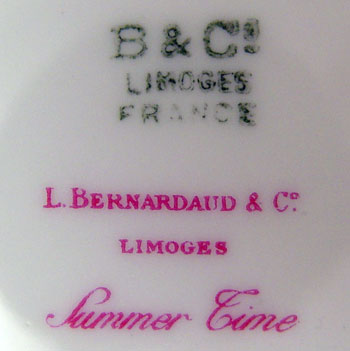 B & Cº
LIMOGES
FRANCE
L. BERNARDAUD & Cº
LIMOGES
Summer Time